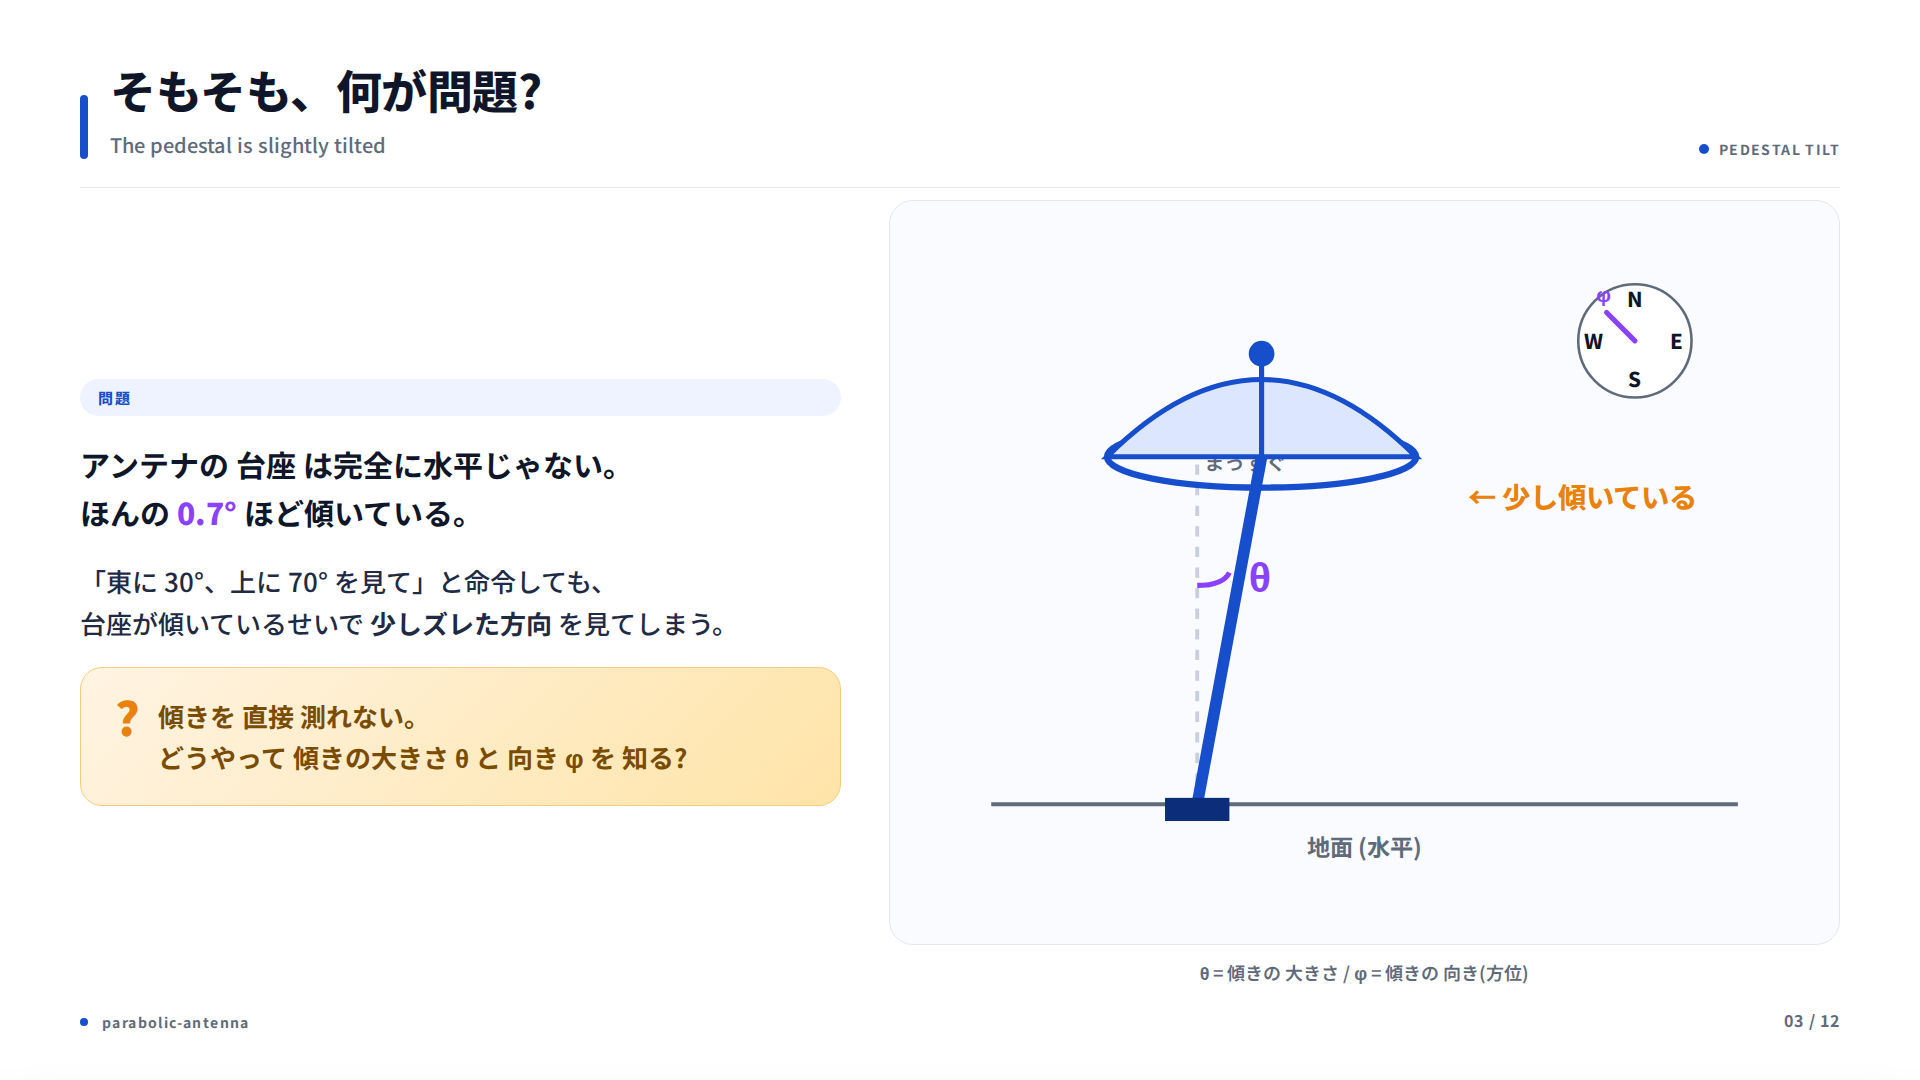 そもそも、何が問題?
The pedestal is slightly tilted
PEDESTAL TILT
問題
アンテナの 台座 は完全に水平じゃない。
ほんの 0.7° ほど傾いている。
「東に 30°、上に 70° を見て」と命令しても、
台座が傾いているせいで 少しズレた方向 を見てしまう。
? 傾きを 直接 測れない。
どうやって 傾きの大きさ θ と 向き φ を 知る?
φ
N
W
E
S
まっすぐ
← 少し傾いている
θ
地面 (水平)
θ = 傾きの 大きさ / φ = 傾きの 向き(方位)
parabolic-antenna
03 / 12